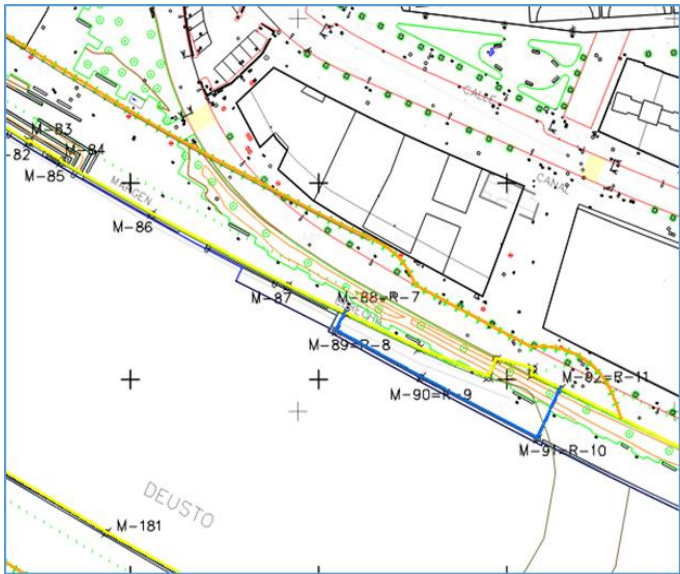 CALLE
CANAL
M-83
M-84
-82
M-85
MARGEN
M-86
M-87
M-88=R-7
M-89=R-8
M-90=R-9
M-92=R-11
M-91=R-10
DEUSTO
M-181